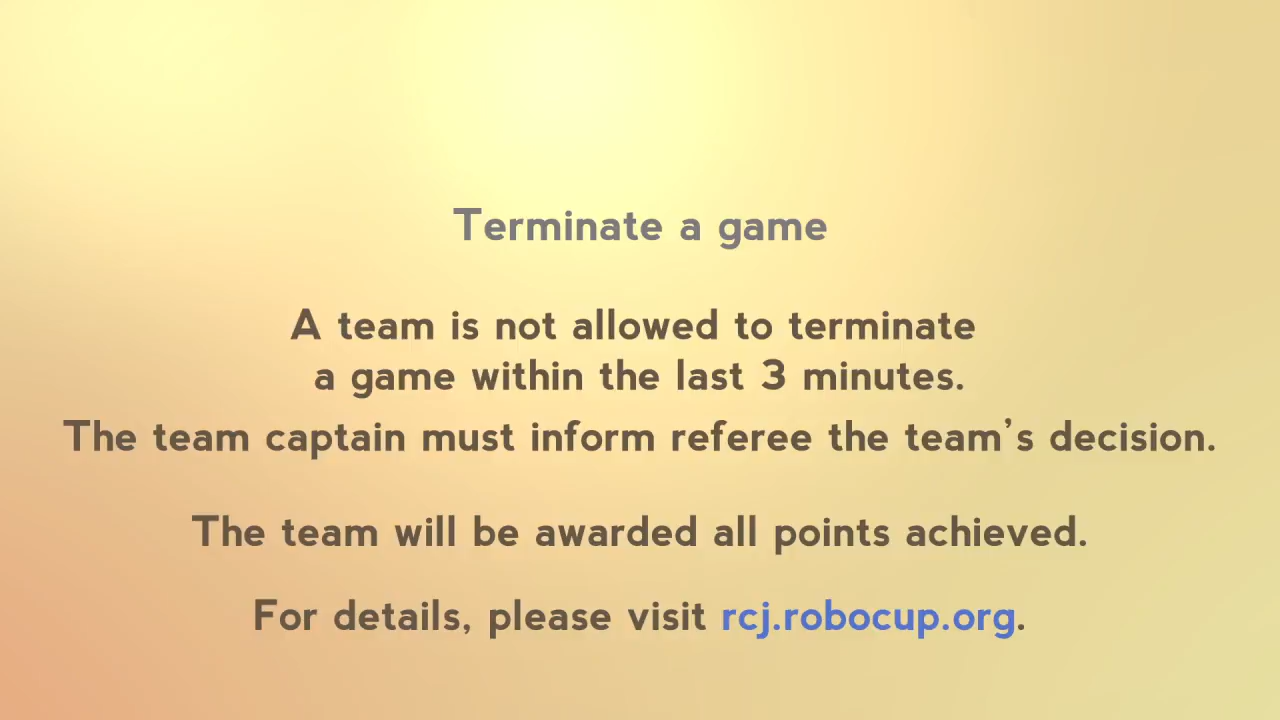 Terminate a game
A team is not allowed to terminate
a game within the last 3 minutes.
The team captain must inform referee the team's decision.
The team will be awarded all points achieved.
For details, please visit rcj.robocup.org.